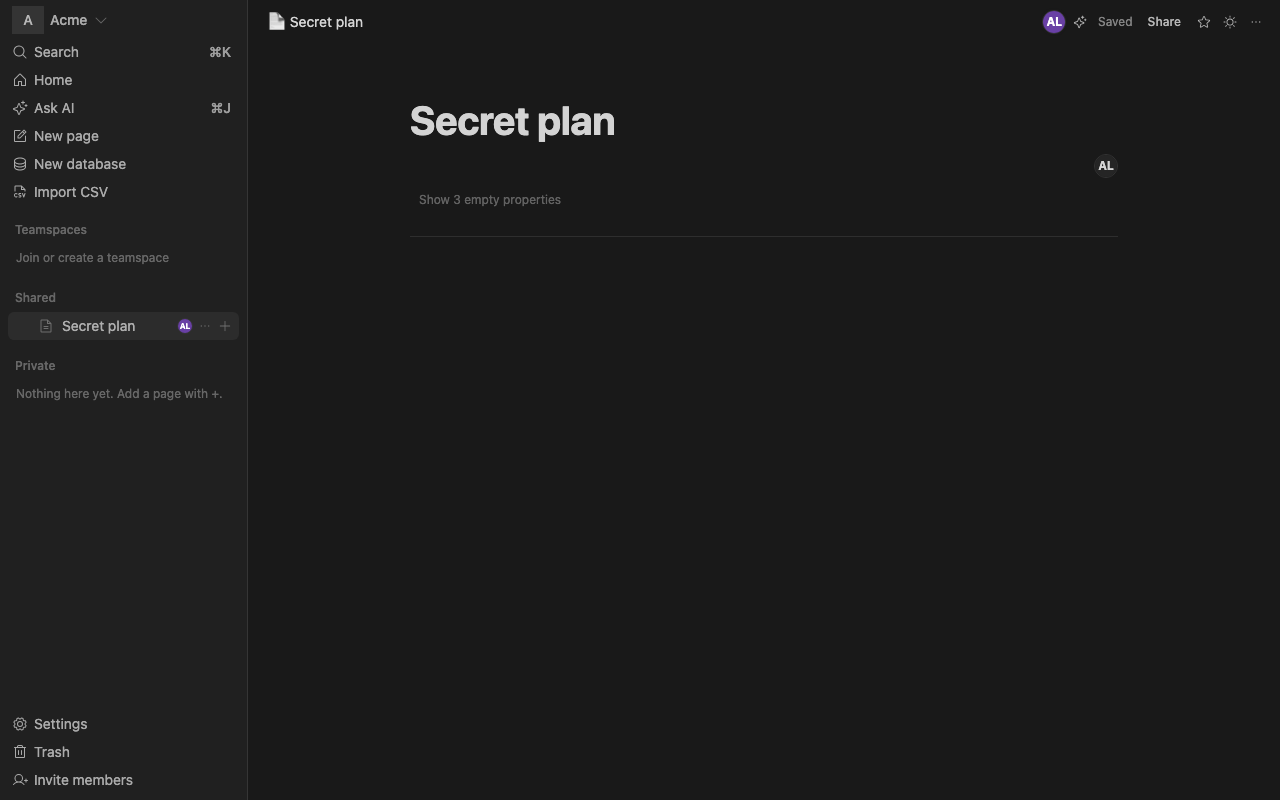 A Acme
Search ⌘K
Home
Ask AI ⌘J
New page
New database
CSV Import CSV
Teamspaces
Join or create a teamspace
Shared
Secret plan AL ··· +
Private
Nothing here yet. Add a page with +.
Settings
Trash
Invite members
Secret plan
AL Saved Share ···
Secret plan
AL
Show 3 empty properties